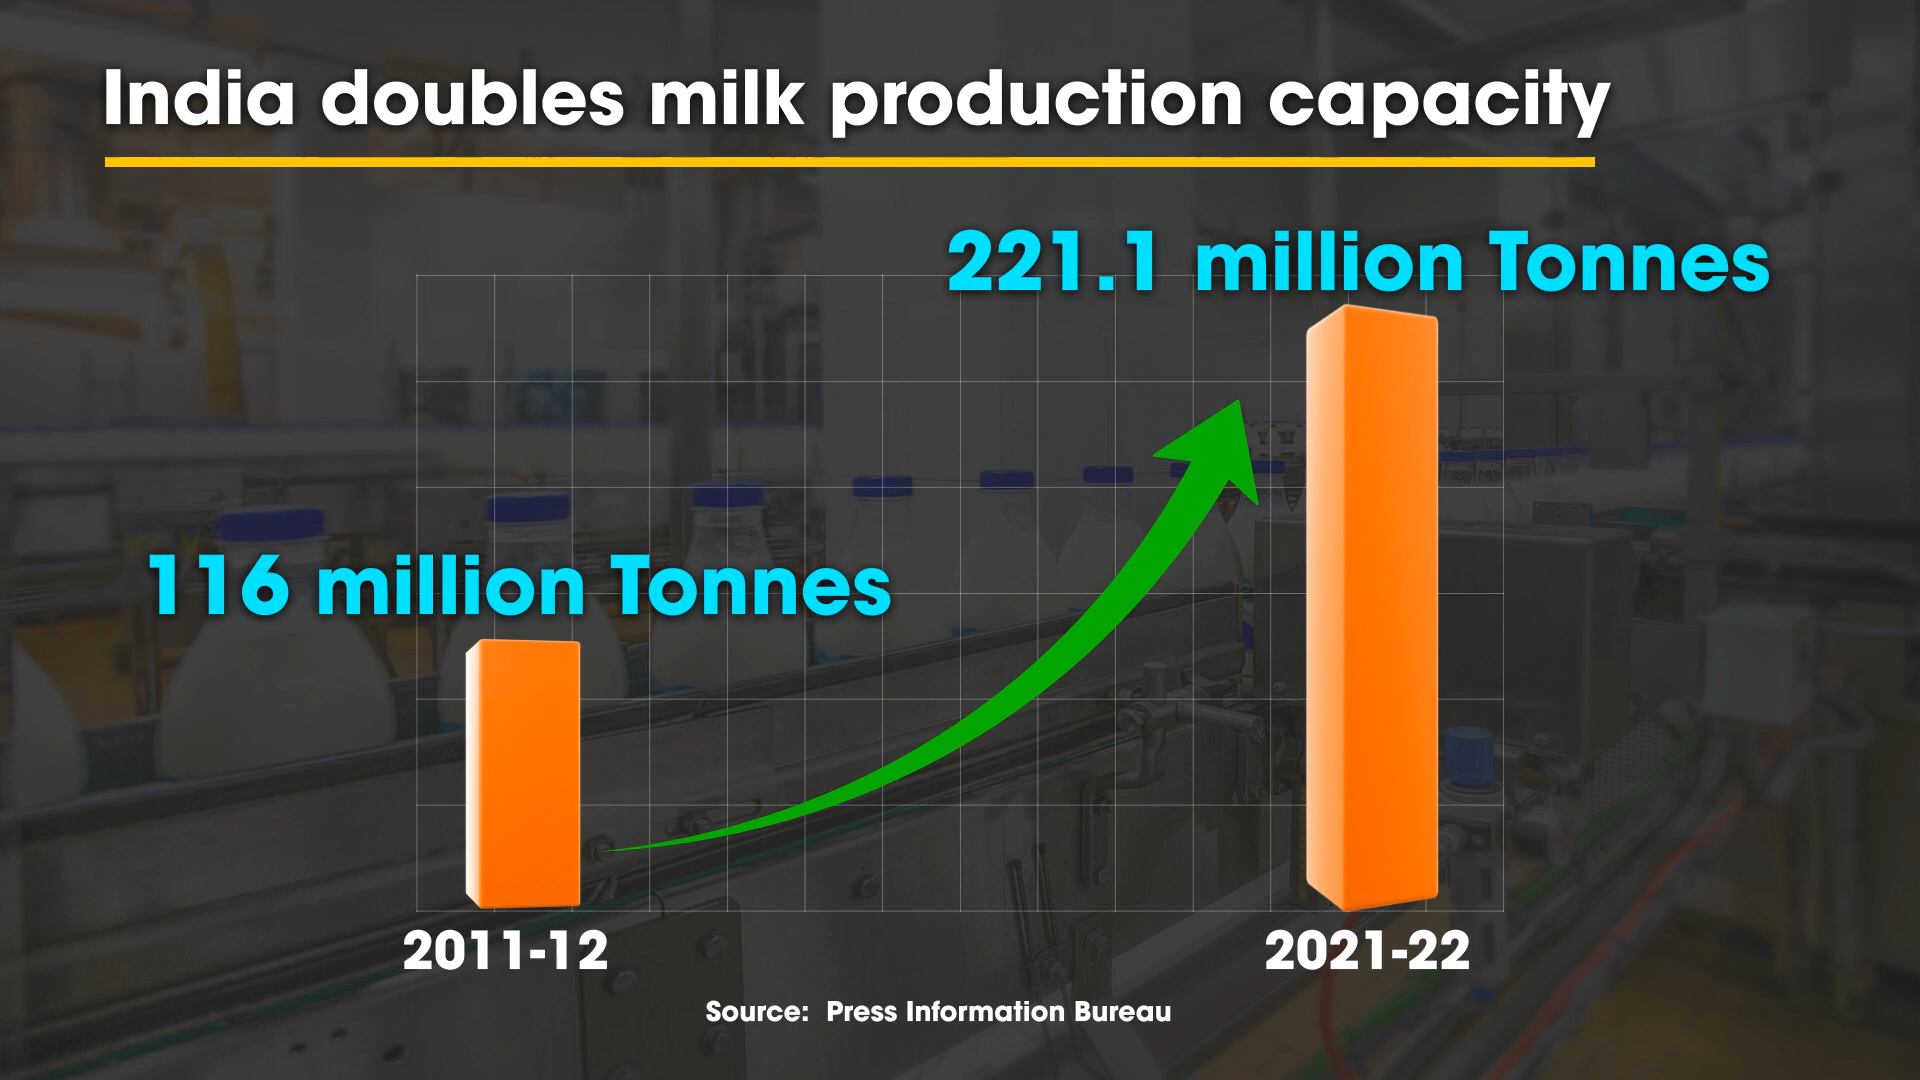 India doubles milk production capacity
221.1 million Tonnes
116 million Tonnes
2011-12
2021-22
Source: Press Information Bureau